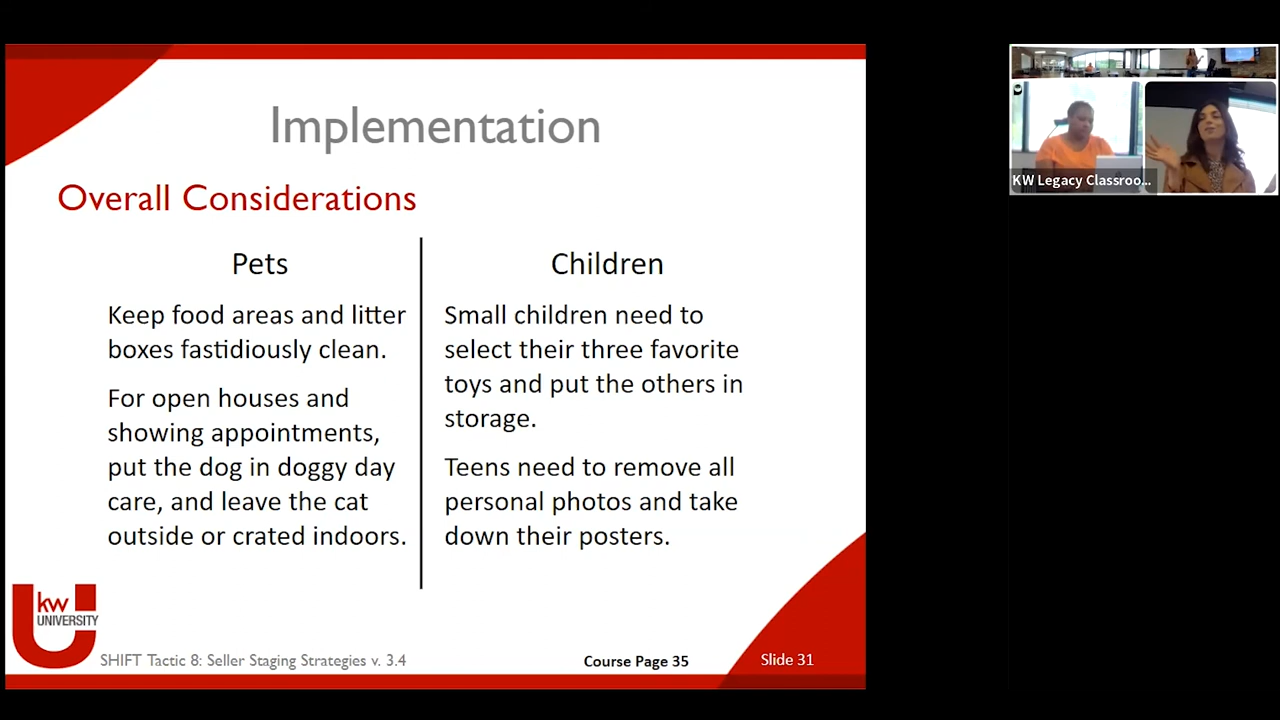 Implementation
Overall Considerations
Pets
Keep food areas and litter
boxes fastidiously clean.
For open houses and
showing appointments,
put the dog in doggy day
care, and leave the cat
outside or crated indoors.
Children
Small children need to
select their three favorite
toys and put the others in
storage.
Teens need to remove all
personal photos and take
down their posters.
kw
UNIVERSITY
SHIFT Tactic 8: Seller Staging Strategies v. 3.4
Course Page 35
Slide 31
KW Legacy Classroo...